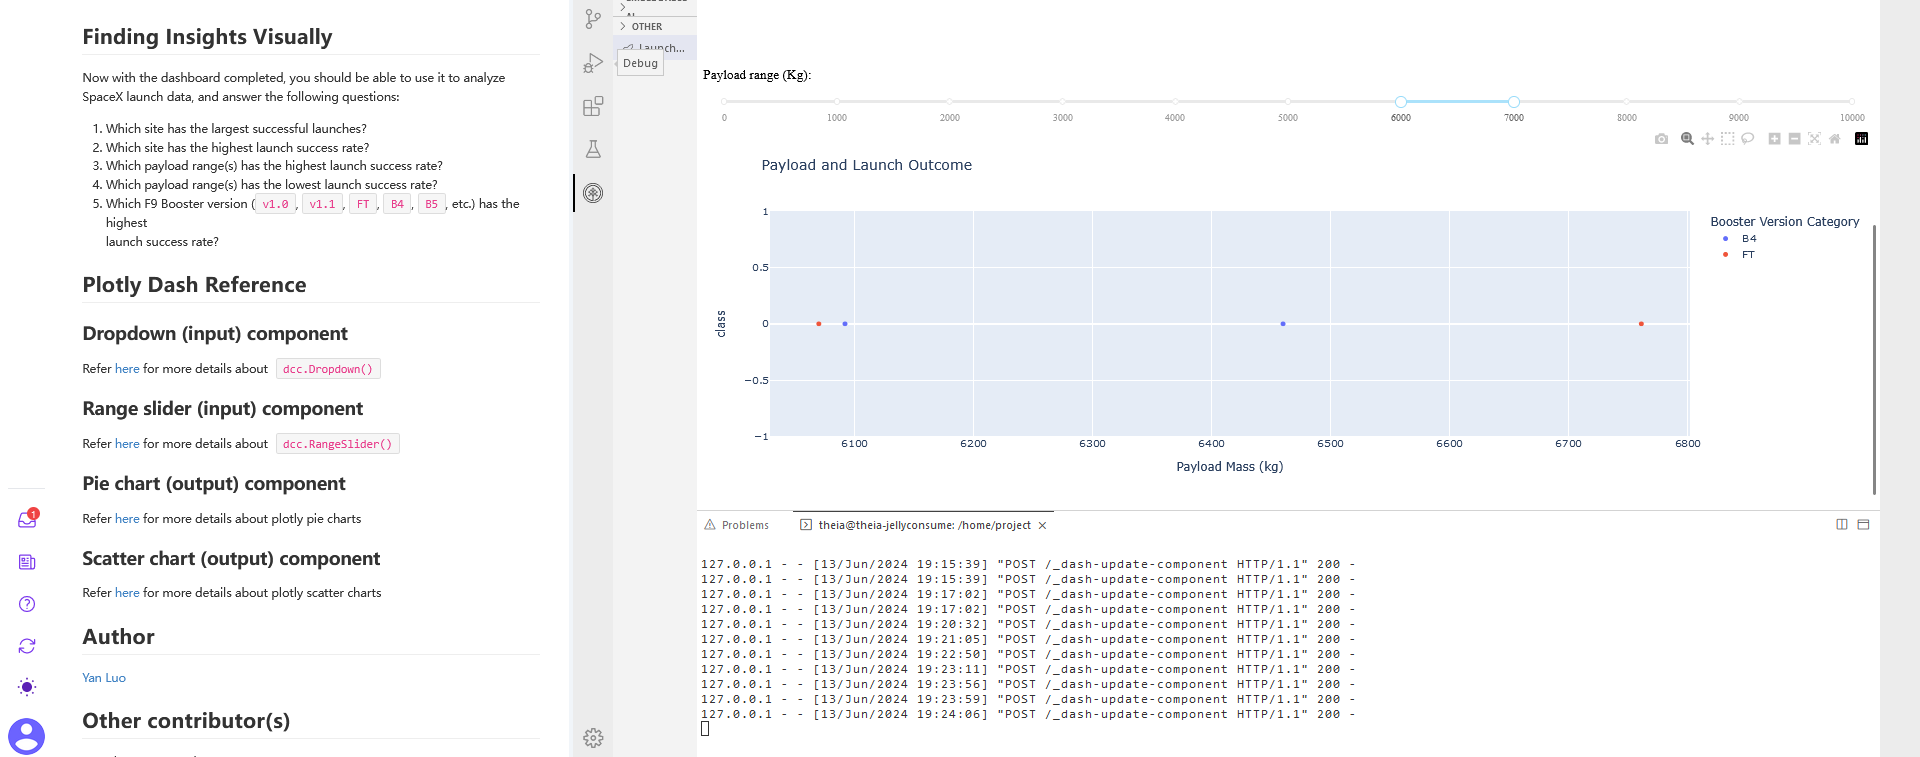 Finding Insights Visually
Now with the dashboard completed, you should be able to use it to analyze
SpaceX launch data, and answer the following questions:
1. Which site has the largest successful launches?
2. Which site has the highest launch success rate?
3. Which payload range(s) has the highest launch success rate?
4. Which payload range(s) has the lowest launch success rate?
5. Which F9 Booster version ( v1.0 , v1.1 , FT , B4 , B5 , etc.) has the
highest
launch success rate?
Plotly Dash Reference
Dropdown (input) component
Refer here for more details about dcc.Dropdown()
Range slider (input) component
Refer here for more details about dcc.RangeSlider()
Pie chart (output) component
Refer here for more details about plotly pie charts
Scatter chart (output) component
Refer here for more details about plotly scatter charts
Author
Yan Luo
Other contributor(s)
1
OTHER
Launch...
Debug
Payload range (Kg):
0 1000 2000 3000 4000 5000 6000 7000 8000 9000 10000
Payload and Launch Outcome
1
0.5
0
−0.5
−1
class
6100 6200 6300 6400 6500 6600 6700 6800
Payload Mass (kg)
Booster Version Category
B4
FT
Problems theia@theia-jellyconsume: /home/project
127.0.0.1 - - [13/Jun/2024 19:15:39] "POST /_dash-update-component HTTP/1.1" 200 -
127.0.0.1 - - [13/Jun/2024 19:15:39] "POST /_dash-update-component HTTP/1.1" 200 -
127.0.0.1 - - [13/Jun/2024 19:17:02] "POST /_dash-update-component HTTP/1.1" 200 -
127.0.0.1 - - [13/Jun/2024 19:17:02] "POST /_dash-update-component HTTP/1.1" 200 -
127.0.0.1 - - [13/Jun/2024 19:20:32] "POST /_dash-update-component HTTP/1.1" 200 -
127.0.0.1 - - [13/Jun/2024 19:21:05] "POST /_dash-update-component HTTP/1.1" 200 -
127.0.0.1 - - [13/Jun/2024 19:22:50] "POST /_dash-update-component HTTP/1.1" 200 -
127.0.0.1 - - [13/Jun/2024 19:23:11] "POST /_dash-update-component HTTP/1.1" 200 -
127.0.0.1 - - [13/Jun/2024 19:23:56] "POST /_dash-update-component HTTP/1.1" 200 -
127.0.0.1 - - [13/Jun/2024 19:23:59] "POST /_dash-update-component HTTP/1.1" 200 -
127.0.0.1 - - [13/Jun/2024 19:24:06] "POST /_dash-update-component HTTP/1.1" 200 -